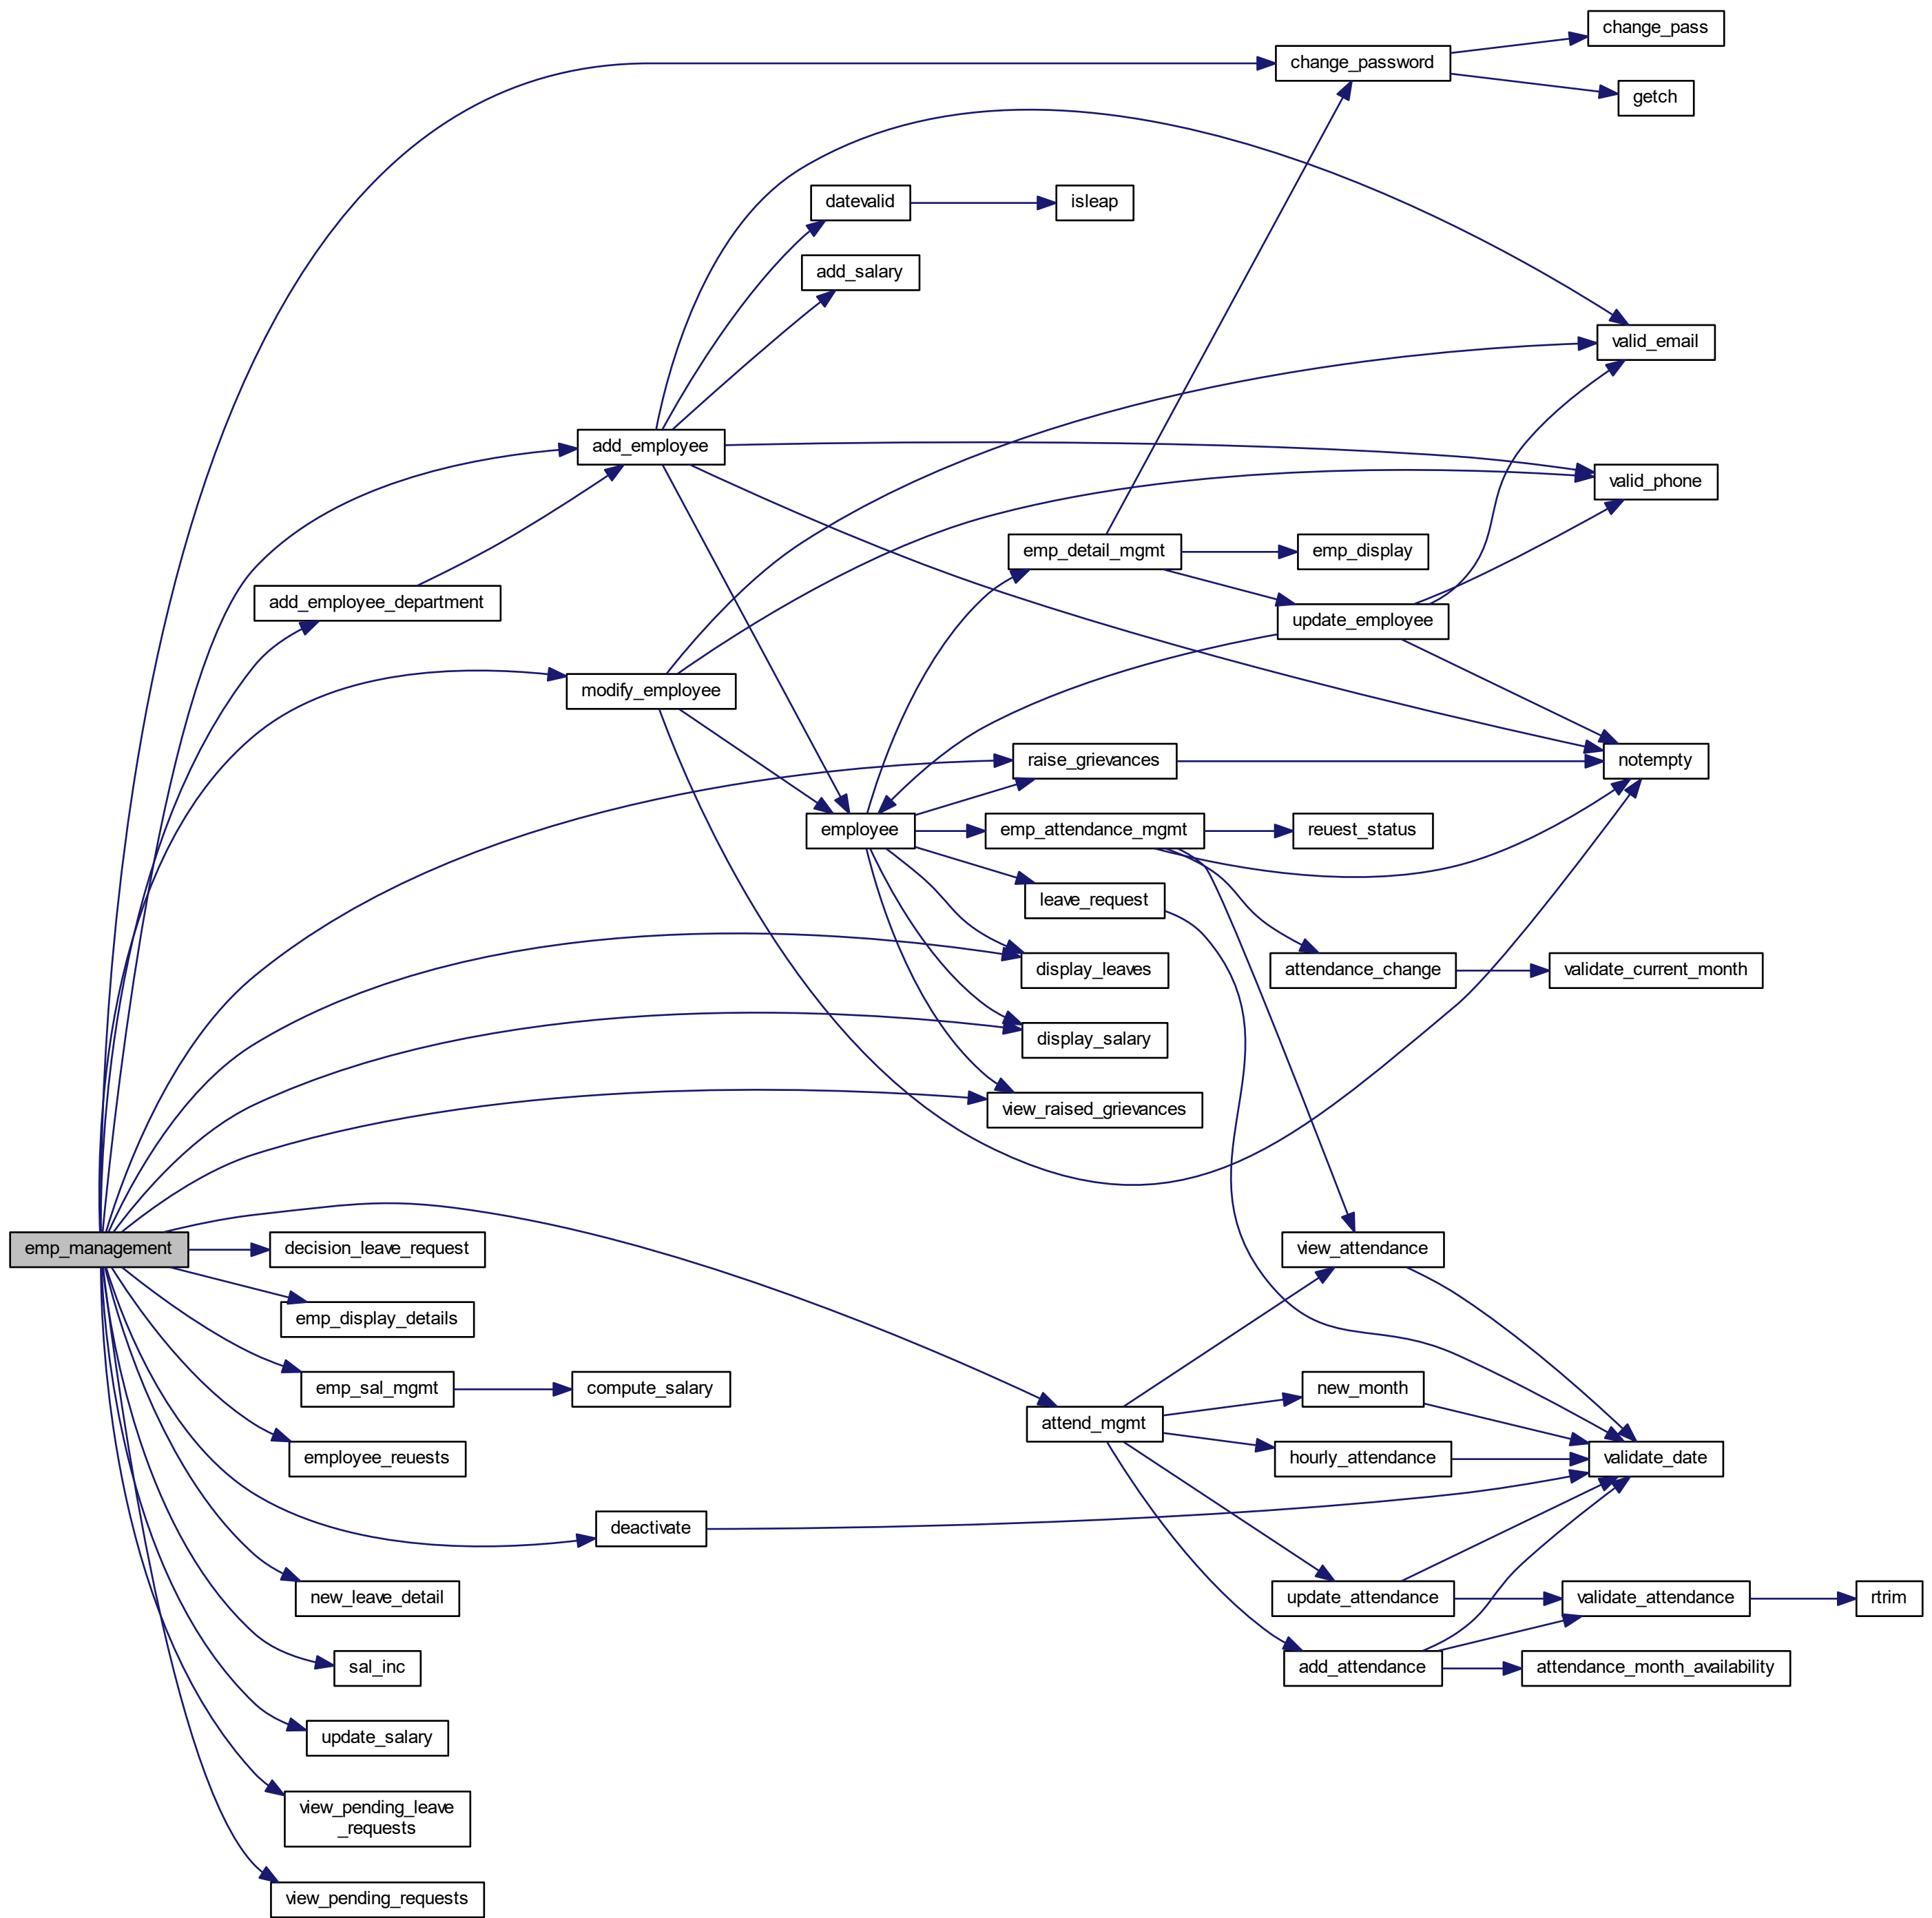 change_pass
change_password
getch
datevalid
isleap
add_salary
valid_email
add_employee
valid_phone
emp_detail_mgmt
emp_display
add_employee_department
update_employee
modify_employee
raise_grievances
notempty
employee
emp_attendance_mgmt
reuest_status
leave_request
display_leaves
attendance_change
validate_current_month
display_salary
view_raised_grievances
emp_management
decision_leave_request
view_attendance
emp_display_details
emp_sal_mgmt
compute_salary
new_month
attend_mgmt
employee_reuests
hourly_attendance
validate_date
deactivate
new_leave_detail
update_attendance
validate_attendance
rtrim
sal_inc
add_attendance
attendance_month_availability
update_salary
view_pending_leave
_requests
view_pending_requests